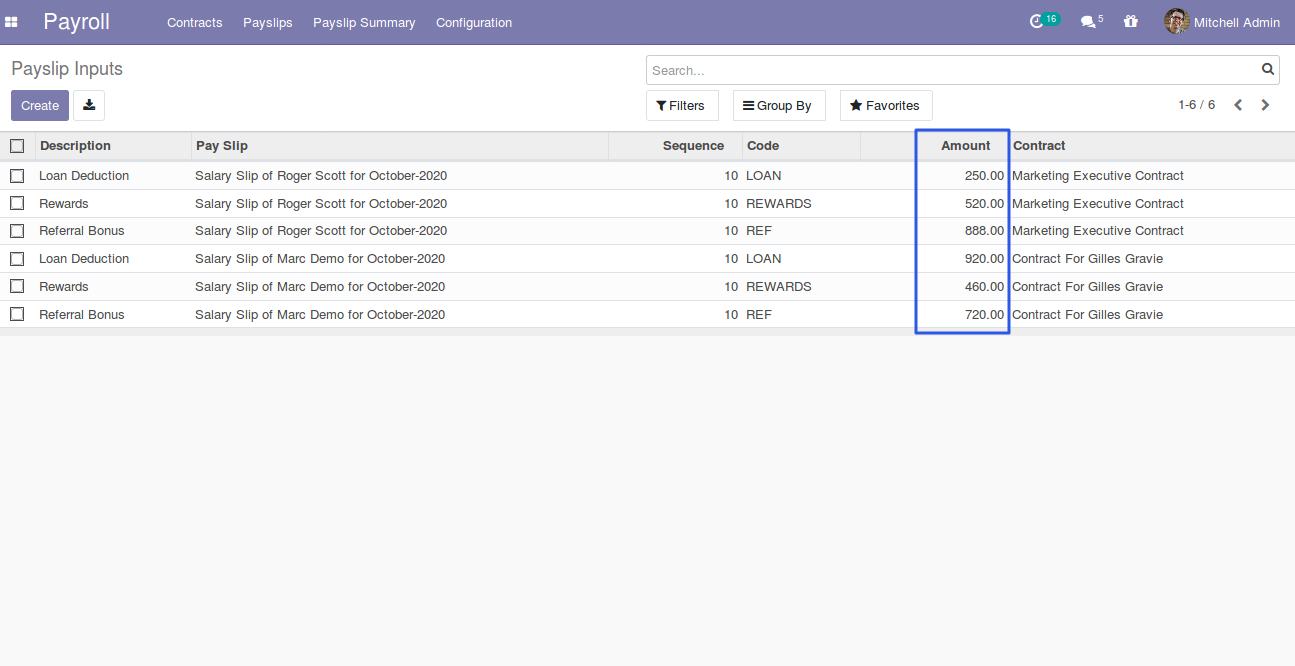 Payroll Contracts Payslips Payslip Summary Configuration 16 5 Mitchell Admin
Payslip Inputs Search...
Create Filters Group By Favorites 1-6 / 6
Description Pay Slip Sequence Code Amount Contract
Loan Deduction Salary Slip of Roger Scott for October-2020 10 LOAN 250.00 Marketing Executive Contract
Rewards Salary Slip of Roger Scott for October-2020 10 REWARDS 520.00 Marketing Executive Contract
Referral Bonus Salary Slip of Roger Scott for October-2020 10 REF 888.00 Marketing Executive Contract
Loan Deduction Salary Slip of Marc Demo for October-2020 10 LOAN 920.00 Contract For Gilles Gravie
Rewards Salary Slip of Marc Demo for October-2020 10 REWARDS 460.00 Contract For Gilles Gravie
Referral Bonus Salary Slip of Marc Demo for October-2020 10 REF 720.00 Contract For Gilles Gravie